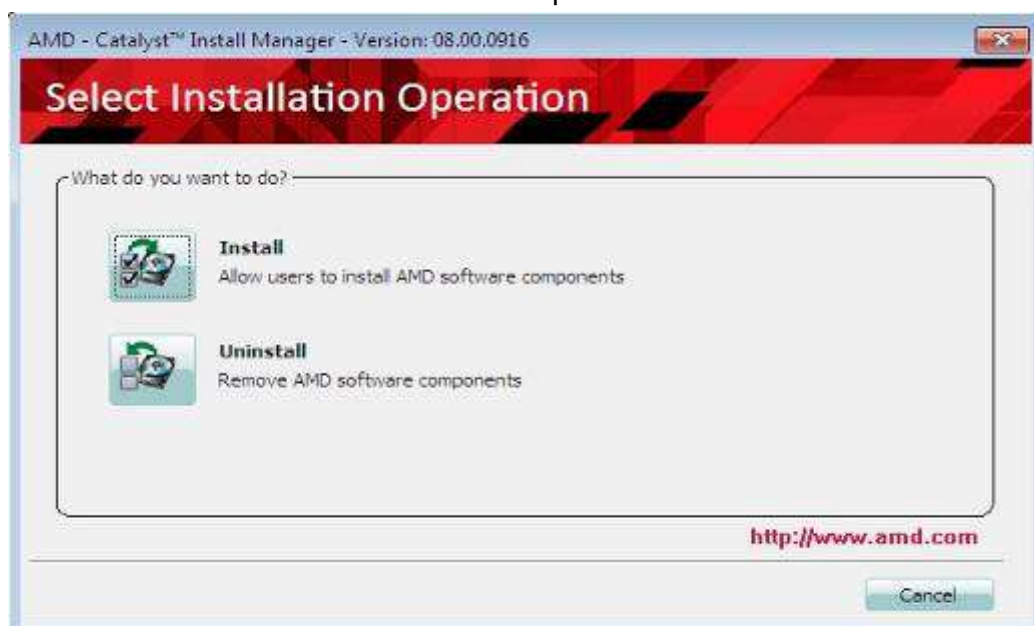 AMD - Catalyst™ Install Manager - Version: 08.00.0916
Select Installation Operation
What do you want to do?
Install
Allow users to install AMD software components
Uninstall
Remove AMD software components
http://www.amd.com
Cancel